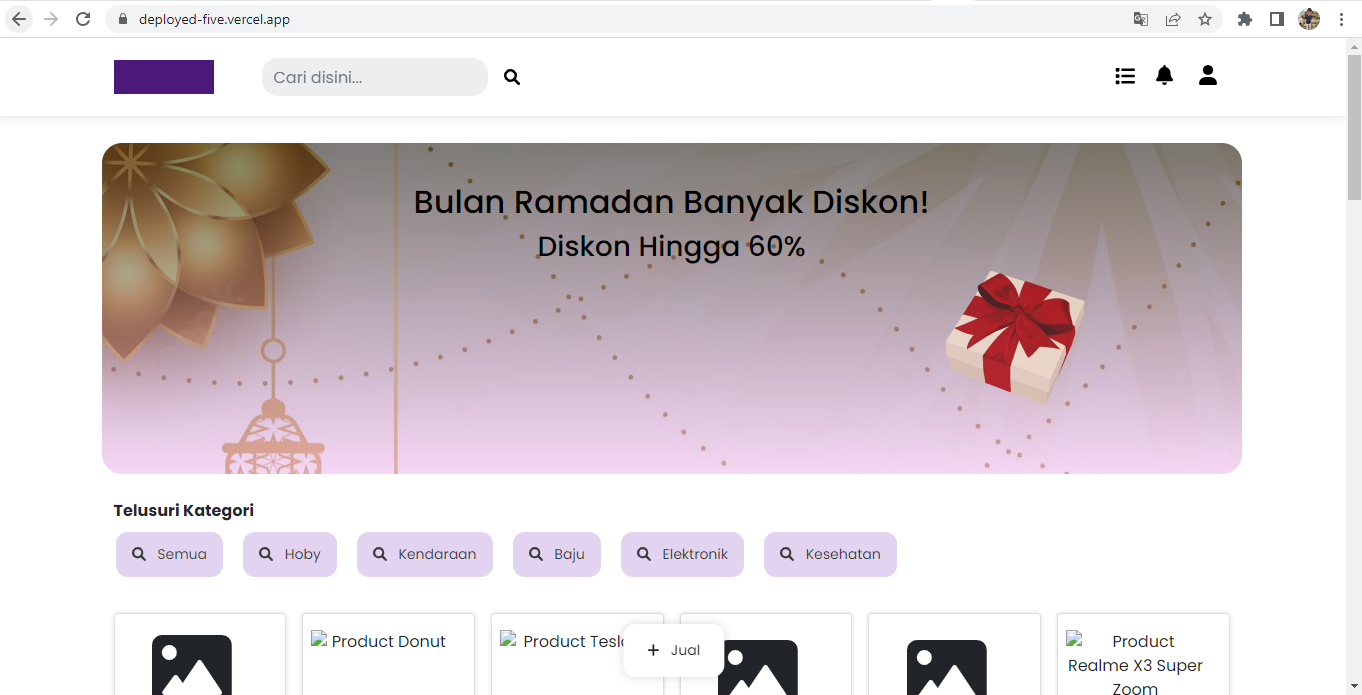 deployed-five.vercel.app
Cari disini...
Bulan Ramadan Banyak Diskon!
Diskon Hingga 60%
Telusuri Kategori
Semua
Hoby
Kendaraan
Baju
Elektronik
Kesehatan
Product Donut
Product Tesl
Product
Realme X3 Super
Zoom
+ Jual